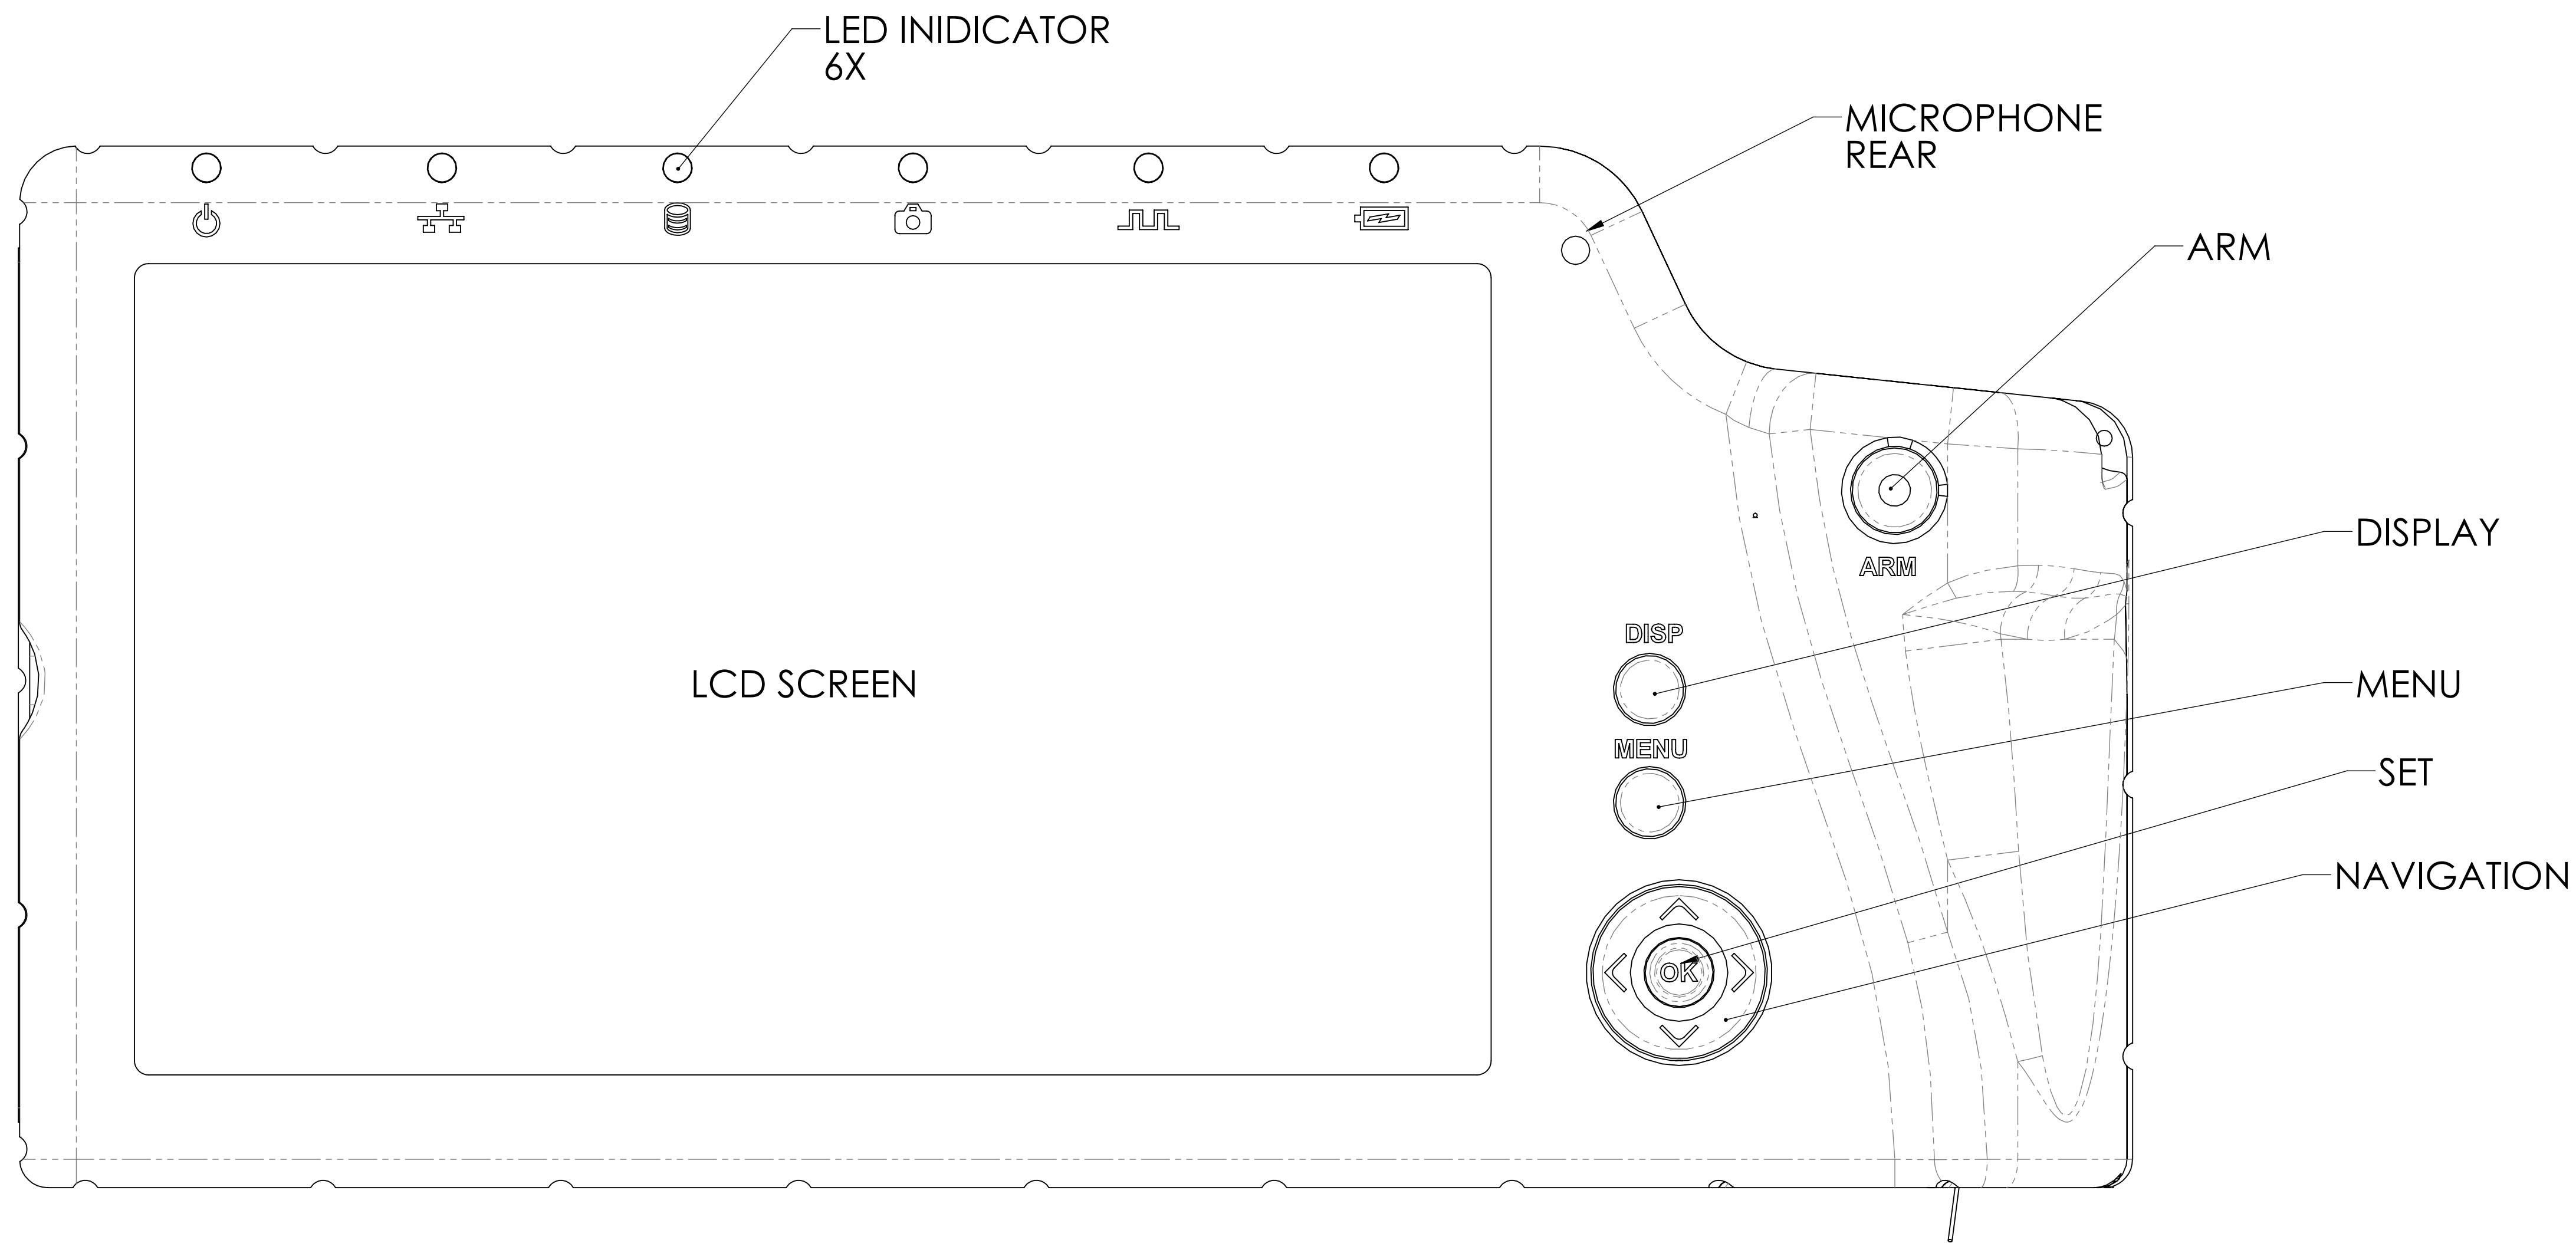 LED INIDICATOR
6X
MICROPHONE
REAR
ARM
DISPLAY
ARM
DISP
LCD SCREEN
MENU
MENU
SET
NAVIGATION
OK